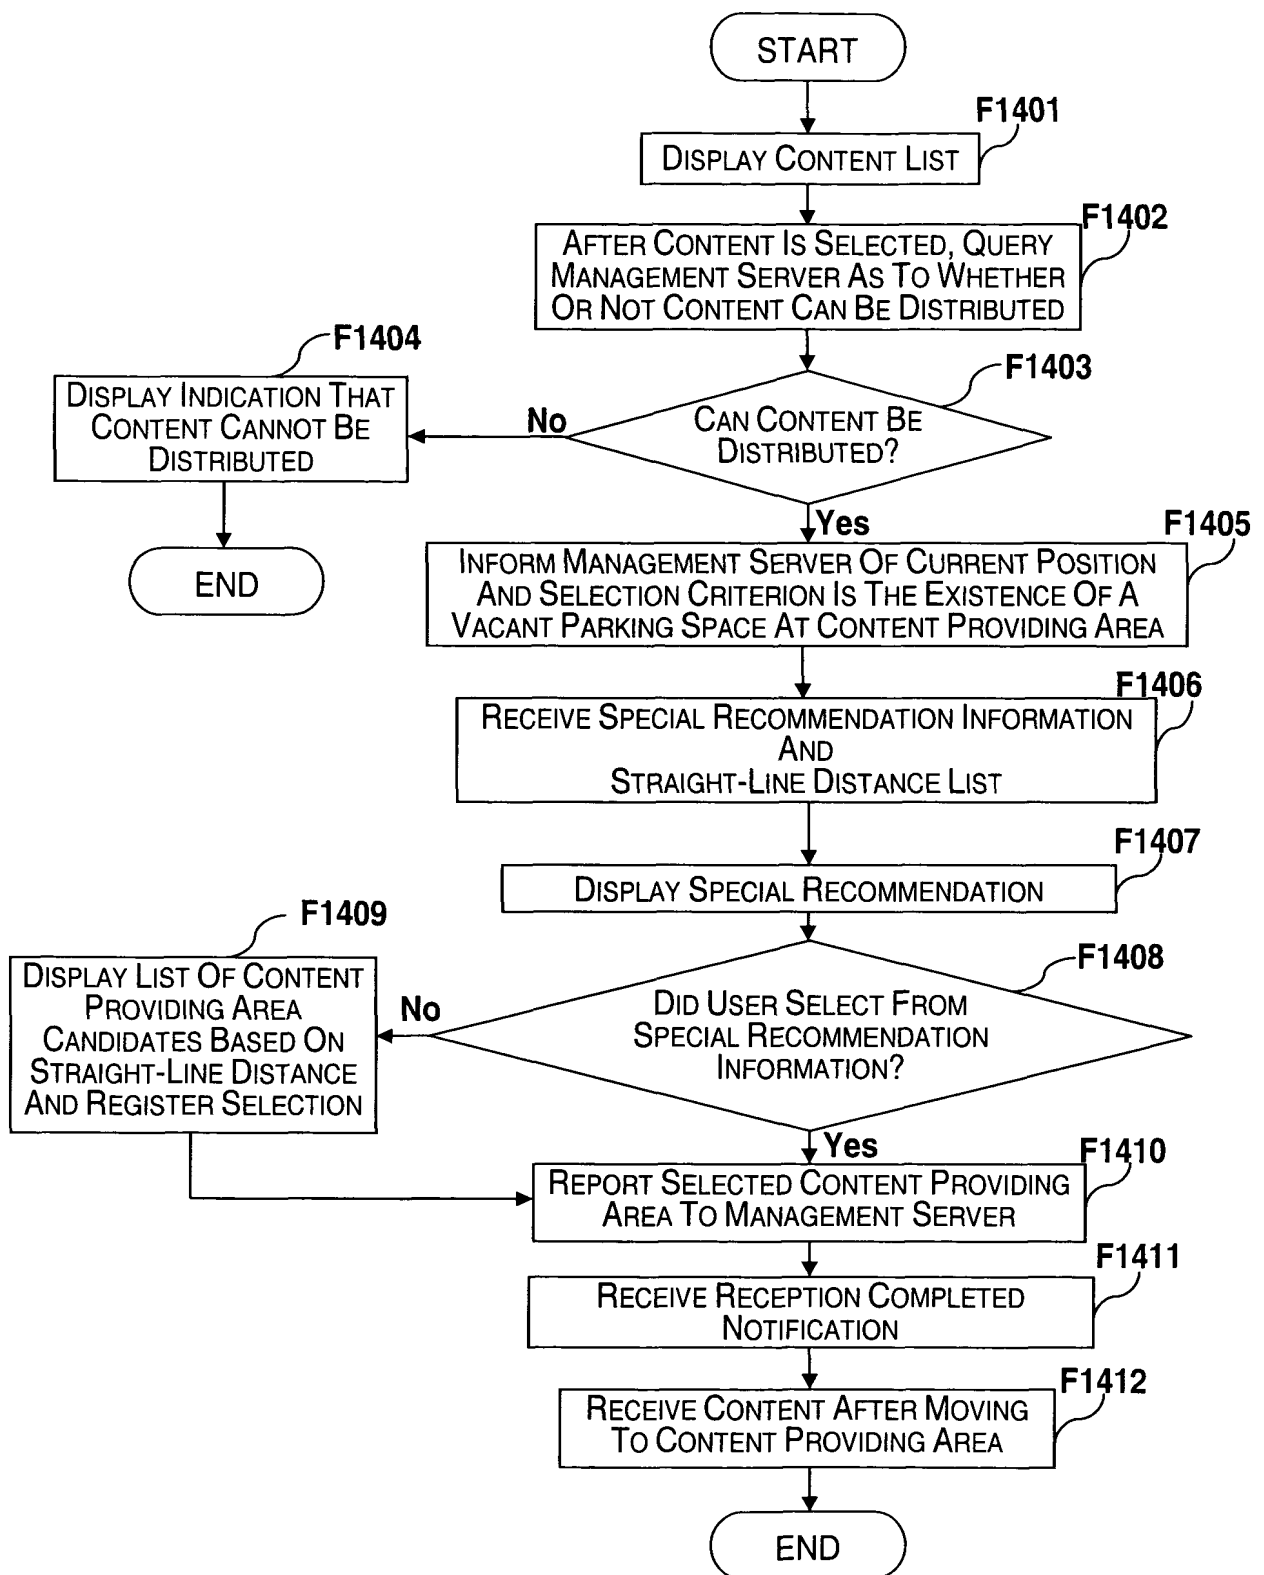 START
F1401
DISPLAY CONTENT LIST
F1402
AFTER CONTENT IS SELECTED, QUERY
MANAGEMENT SERVER AS TO WHETHER
OR NOT CONTENT CAN BE DISTRIBUTED
F1404
DISPLAY INDICATION THAT
CONTENT CANNOT BE
DISTRIBUTED
END
F1403
No
CAN CONTENT BE
DISTRIBUTED?
Yes
F1405
INFORM MANAGEMENT SERVER OF CURRENT POSITION
AND SELECTION CRITERION IS THE EXISTENCE OF A
VACANT PARKING SPACE AT CONTENT PROVIDING AREA
F1406
RECEIVE SPECIAL RECOMMENDATION INFORMATION
AND
STRAIGHT-LINE DISTANCE LIST
F1407
DISPLAY SPECIAL RECOMMENDATION
F1408
DID USER SELECT FROM
SPECIAL RECOMMENDATION
INFORMATION?
No
F1409
DISPLAY LIST OF CONTENT
PROVIDING AREA
CANDIDATES BASED ON
STRAIGHT-LINE DISTANCE
AND REGISTER SELECTION
Yes
F1410
REPORT SELECTED CONTENT PROVIDING
AREA TO MANAGEMENT SERVER
F1411
RECEIVE RECEPTION COMPLETED
NOTIFICATION
F1412
RECEIVE CONTENT AFTER MOVING
TO CONTENT PROVIDING AREA
END